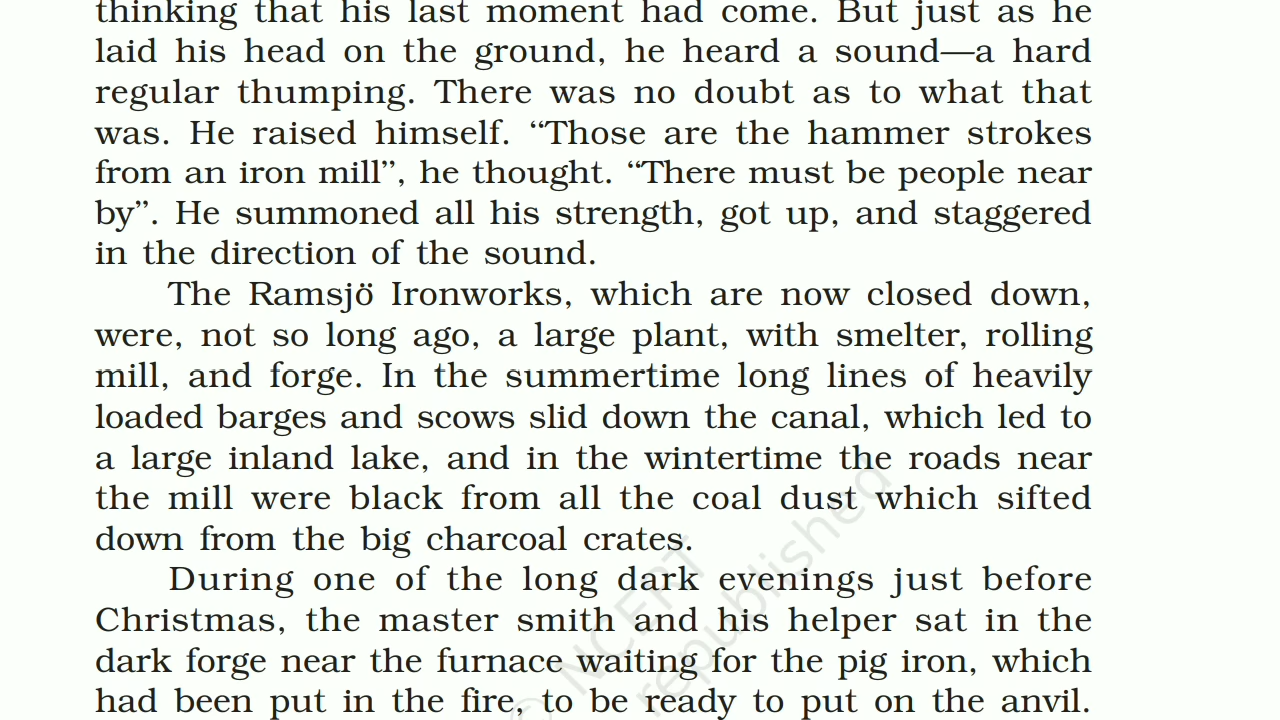 thinking that his last moment had come. But just as he
laid his head on the ground, he heard a sound—a hard
regular thumping. There was no doubt as to what that
was. He raised himself. “Those are the hammer strokes
from an iron mill”, he thought. “There must be people near
by”. He summoned all his strength, got up, and staggered
in the direction of the sound.
The Ramsjö Ironworks, which are now closed down,
were, not so long ago, a large plant, with smelter, rolling
mill, and forge. In the summertime long lines of heavily
loaded barges and scows slid down the canal, which led to
a large inland lake, and in the wintertime the roads near
the mill were black from all the coal dust which sifted
down from the big charcoal crates.
During one of the long dark evenings just before
Christmas, the master smith and his helper sat in the
dark forge near the furnace waiting for the pig iron, which
had been put in the fire, to be ready to put on the anvil.
© NCERT
republished